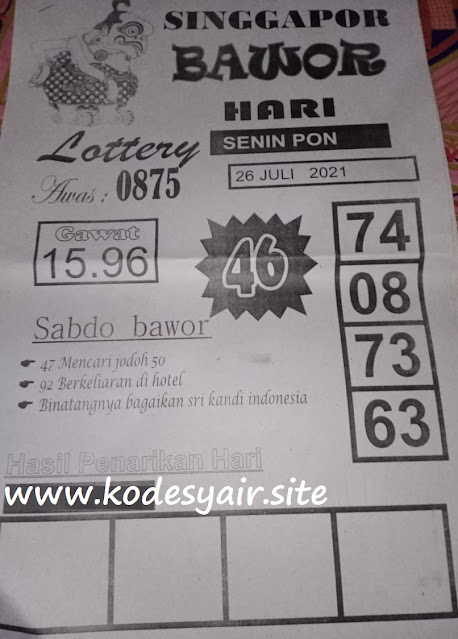 SINGGAPOR
BAWOR
HARI
Lottery
SENIN PON
Awas : 0875
26 JULI 2021
Gawat
15.96
46
74
08
73
63
Sabdo bawor
47 Mencari jodoh 50
92 Berkeliaran di hotel
Binatangnya bagaikan sri kandi indonesia
Hasil Penarikan Hari
www.kodesyair.site